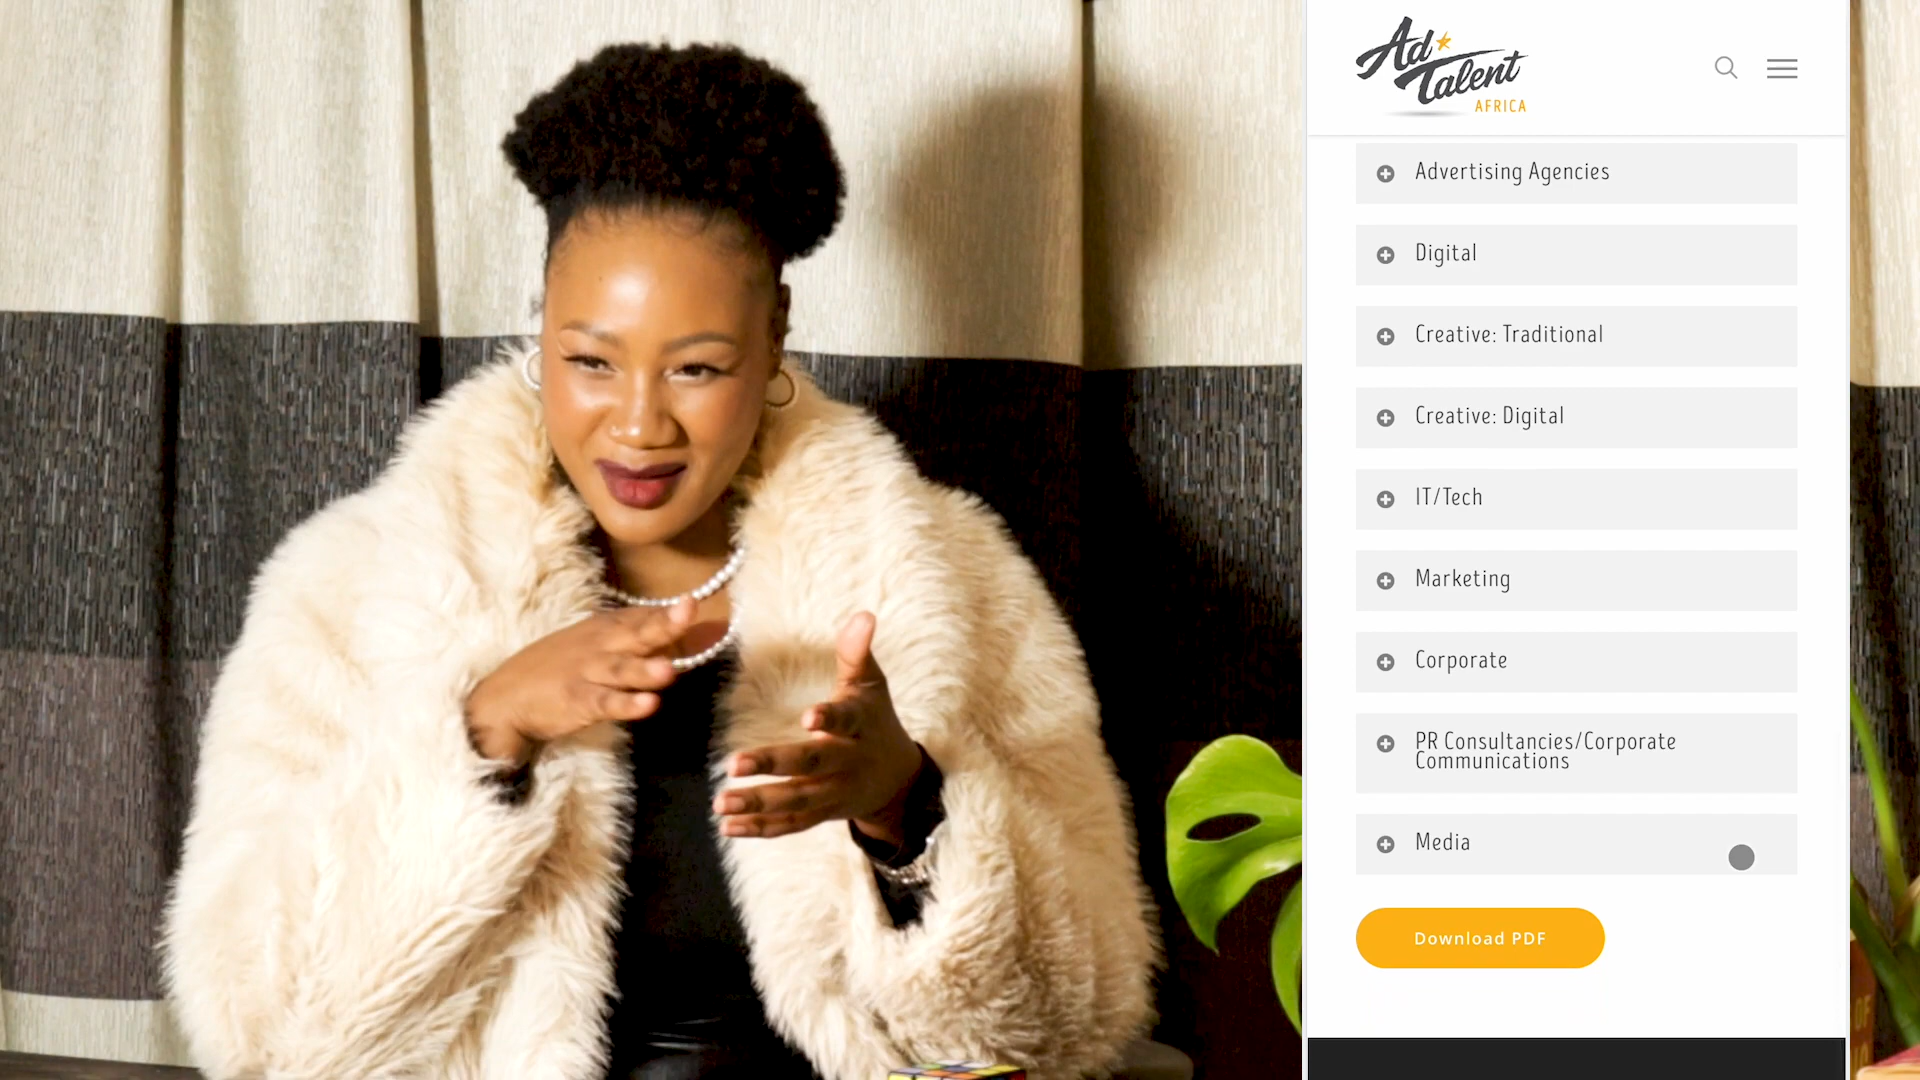 Ad
Talent
AFRICA
Advertising Agencies
Digital
Creative: Traditional
Creative: Digital
IT/Tech
Marketing
Corporate
PR Consultancies/Corporate
Communications
Media
Download PDF
OF